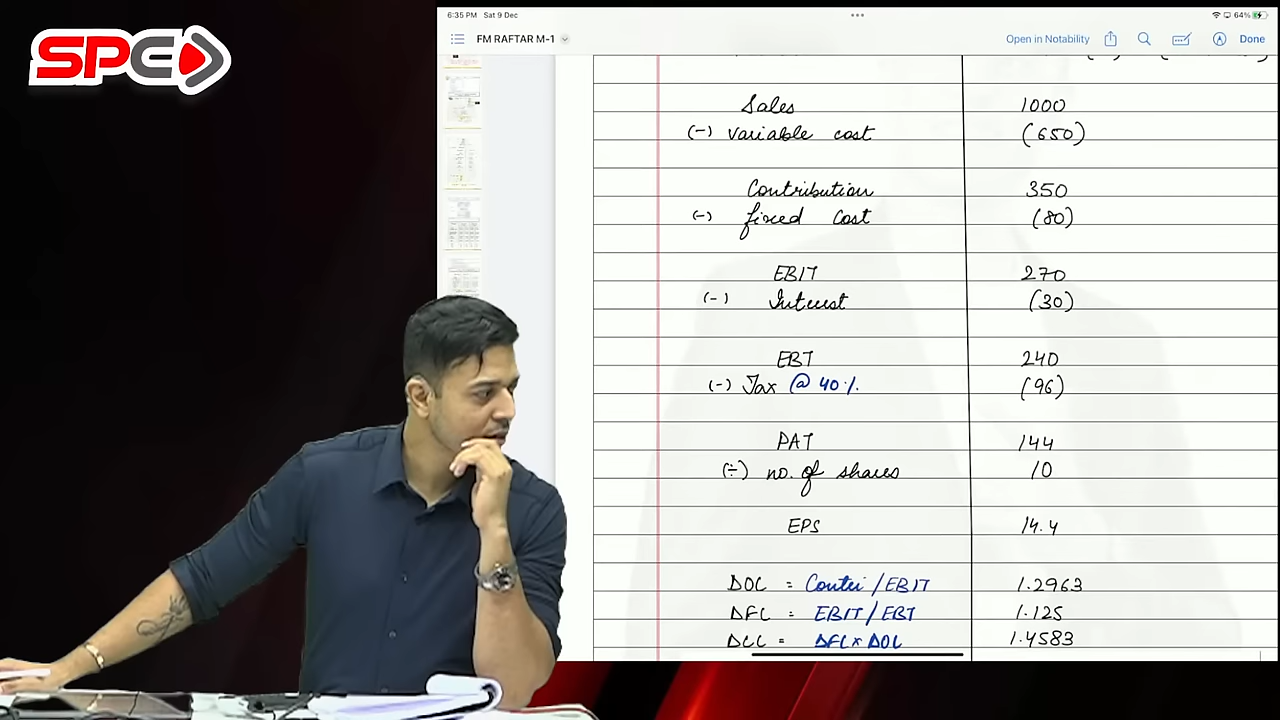 SPC
6:35 PM Sat 9 Dec
64%
FM RAFTAR M-1
Open in Notability
Done
Sales 1000
(-) variable cost (650)
Contribution 350
(-) fixed cost (80)
EBIT 270
(-) Interest (30)
EBT 240
(-) Tax @ 40%. (96)
PAT 144
(÷) no. of shares 10
EPS 14.4
DOL = Contri / EBIT 1.2963
DFL = EBIT / EBT 1.125
DCL = DFL x DOL 1.4583